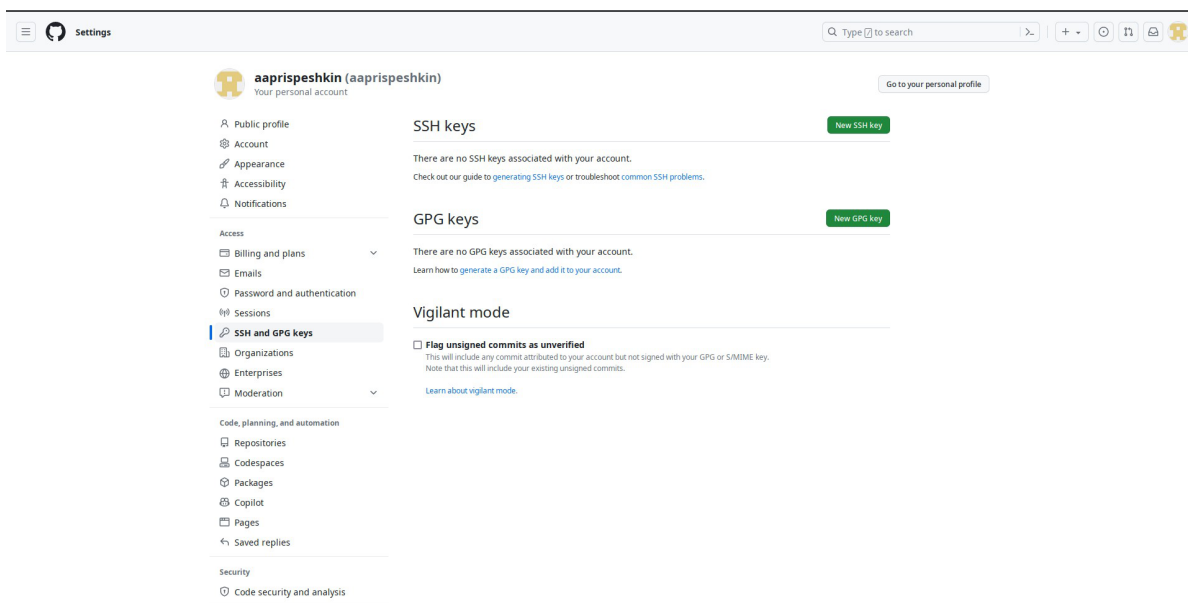 Settings
Type / to search
aaprispeshkin (aaprispeshkin)
Your personal account
Go to your personal profile
Public profile
Account
Appearance
Accessibility
Notifications
Access
Billing and plans
Emails
Password and authentication
Sessions
SSH and GPG keys
Organizations
Enterprises
Moderation
Code, planning, and automation
Repositories
Codespaces
Packages
Copilot
Pages
Saved replies
Security
Code security and analysis
SSH keys
New SSH key
There are no SSH keys associated with your account.
Check out our guide to generating SSH keys or troubleshoot common SSH problems.
GPG keys
New GPG key
There are no GPG keys associated with your account.
Learn how to generate a GPG key and add it to your account.
Vigilant mode
Flag unsigned commits as unverified
This will include any commit attributed to your account but not signed with your GPG or S/MIME key.
Note that this will include your existing unsigned commits.
Learn about vigilant mode.